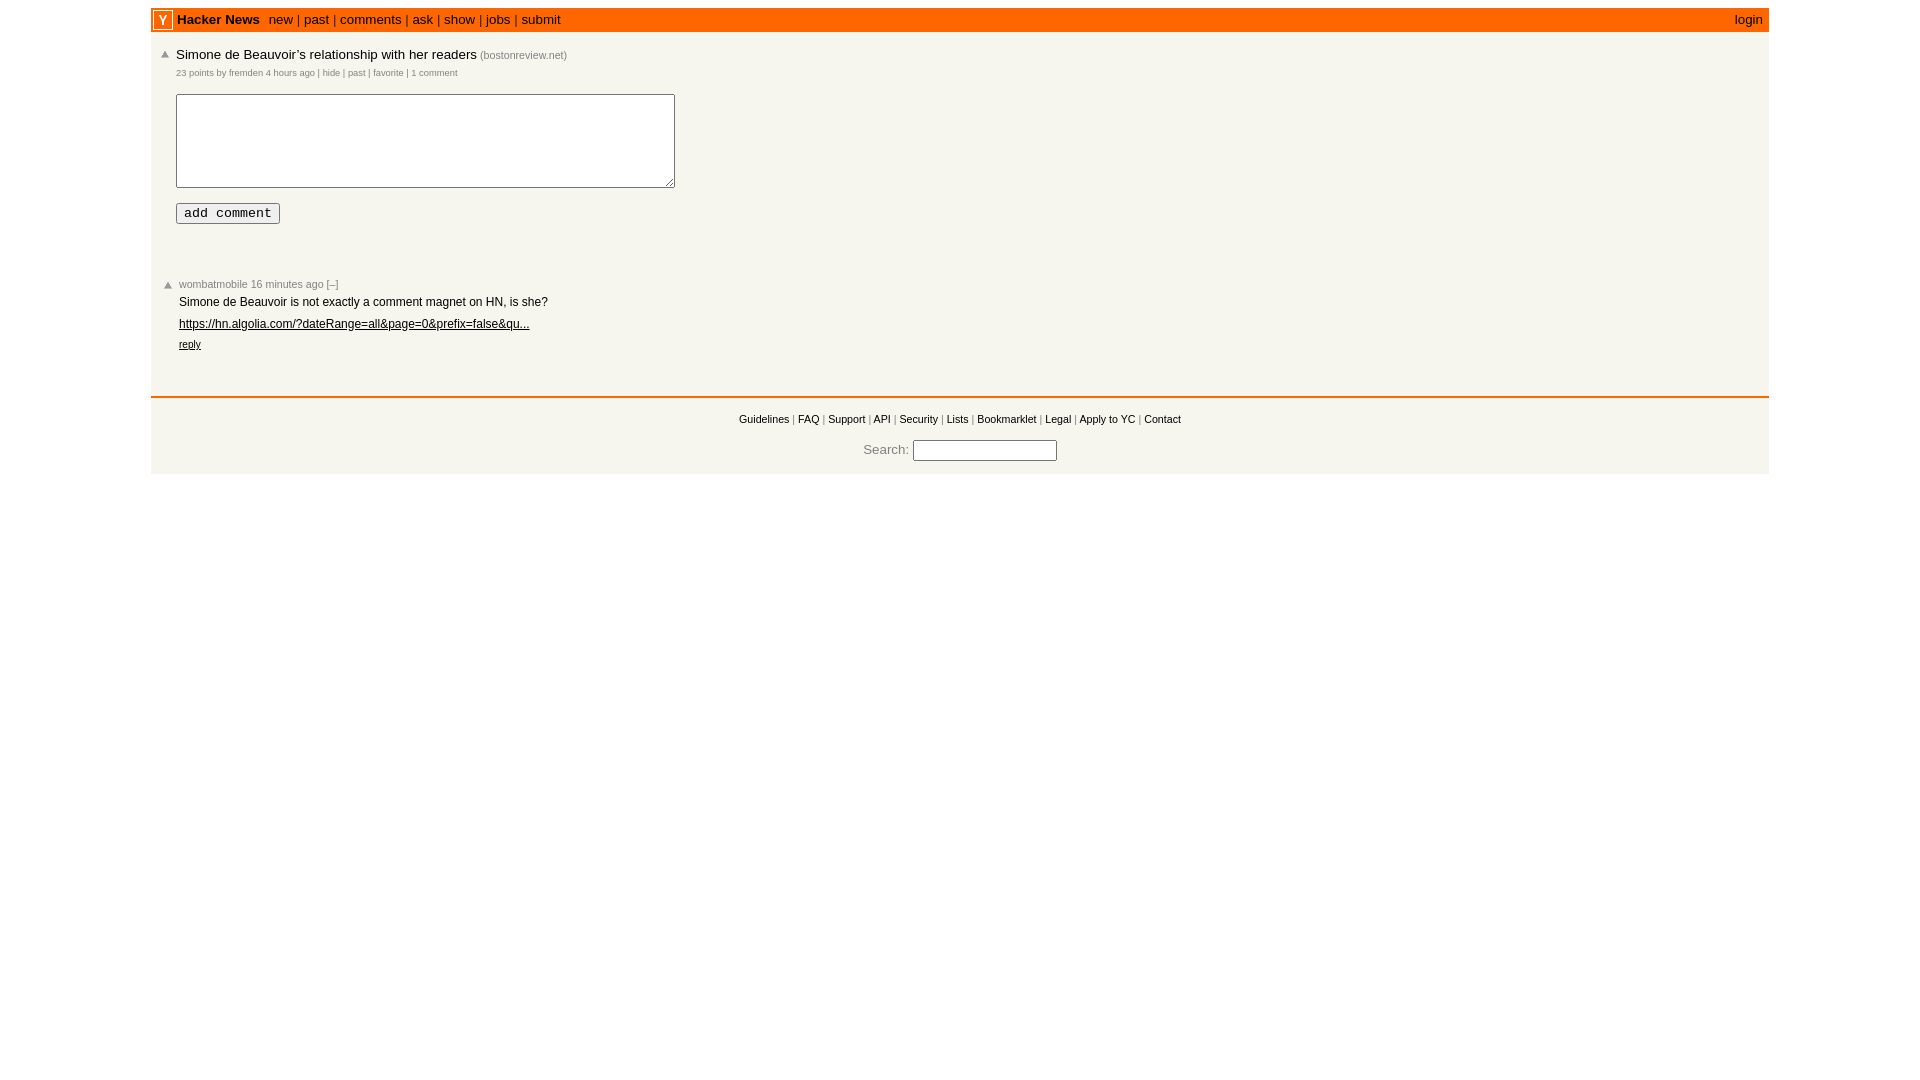 Y Hacker News new | past | comments | ask | show | jobs | submit login
Simone de Beauvoir’s relationship with her readers (bostonreview.net)
23 points by fremden 4 hours ago | hide | past | favorite | 1 comment
add comment
wombatmobile 16 minutes ago [–]
Simone de Beauvoir is not exactly a comment magnet on HN, is she?
https://hn.algolia.com/?dateRange=all&page=0&prefix=false&qu...
reply
Guidelines | FAQ | Support | API | Security | Lists | Bookmarklet | Legal | Apply to YC | Contact
Search: